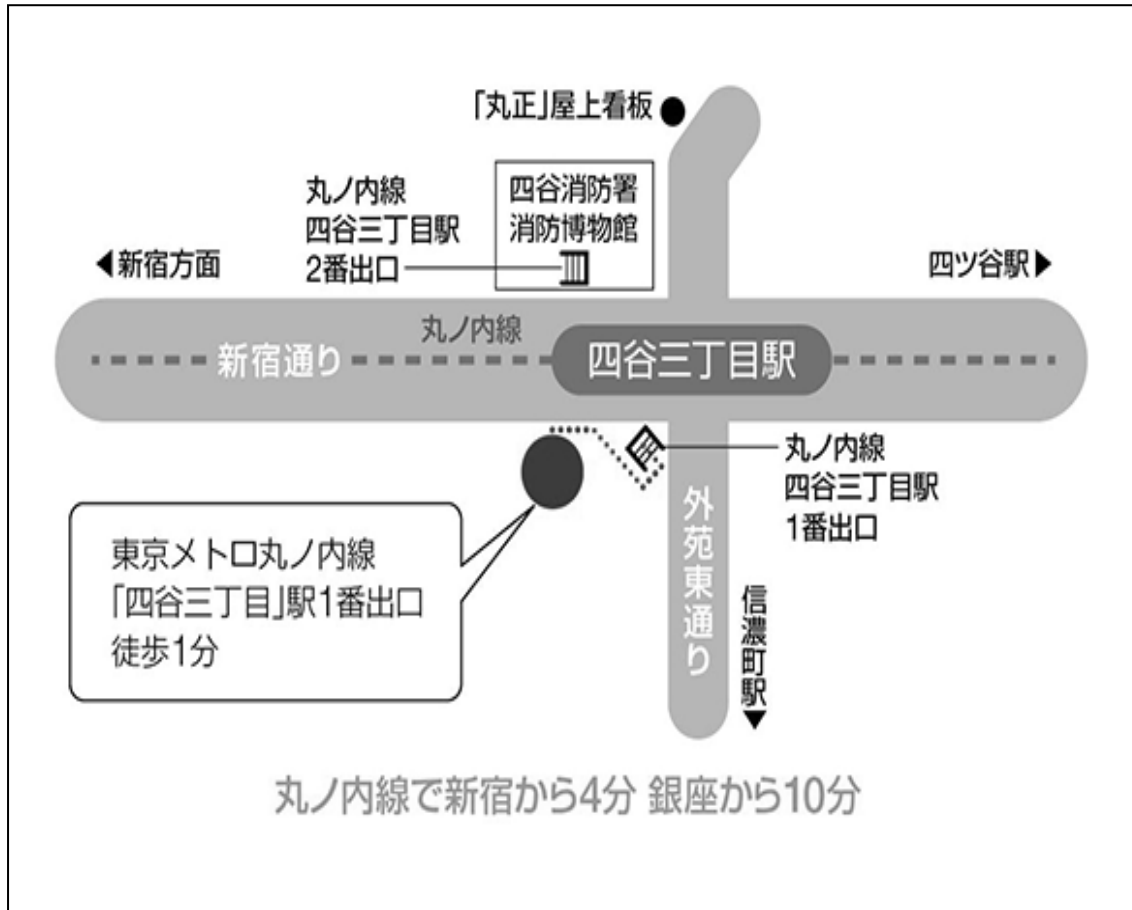 「丸正」屋上看板
丸ノ内線
四谷三丁目駅
2番出口
四谷消防署
消防博物館
◀新宿方面
四ツ谷駅▶
丸ノ内線
新宿通り
四谷三丁目駅
丸ノ内線
四谷三丁目駅
1番出口
外苑東通り
信濃町駅▼
東京メトロ丸ノ内線
「四谷三丁目」駅1番出口
徒歩1分
丸ノ内線で新宿から4分 銀座から10分